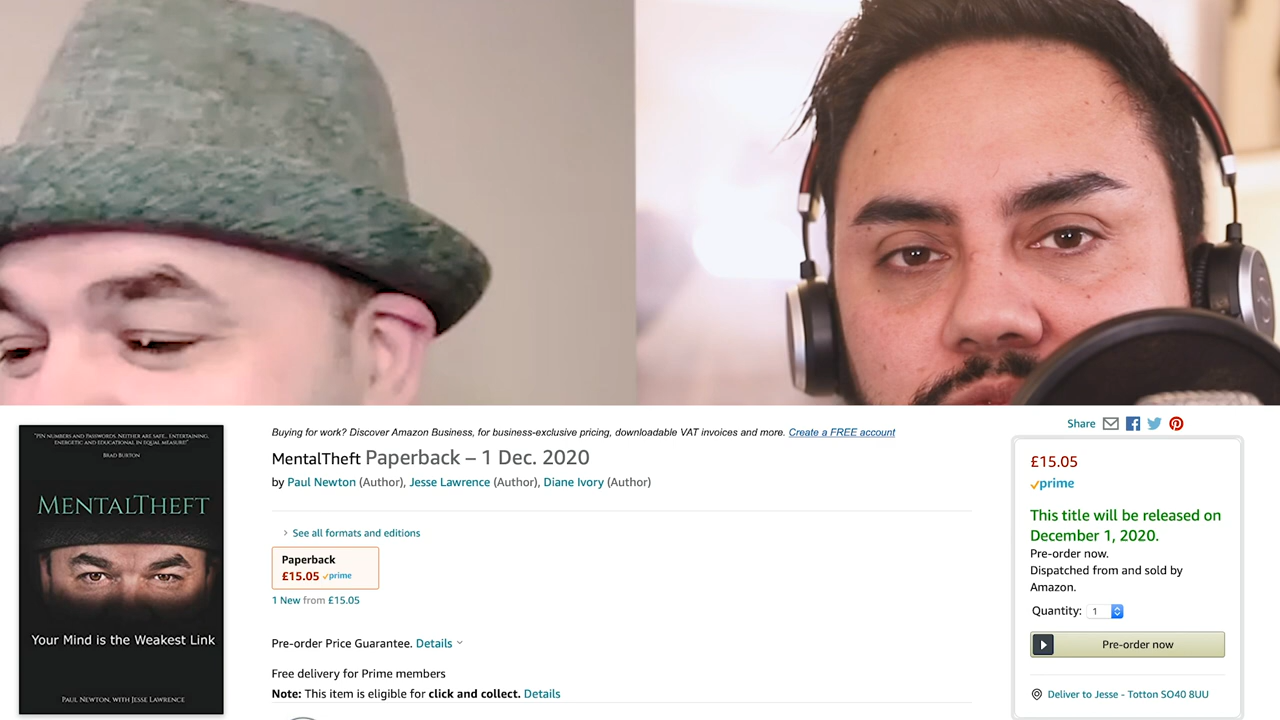 "PIN NUMBERS AND PASSWORDS. NEITHER ARE SAFE... ENTERTAINING,
ENERGETIC AND EDUCATIONAL IN EQUAL MEASURE!"
BRAD BURTON
MENTALTHEFT
Your Mind is the Weakest Link
PAUL NEWTON, WITH JESSE LAWRENCE
Buying for work? Discover Amazon Business, for business-exclusive pricing, downloadable VAT invoices and more. Create a FREE account
MentalTheft Paperback – 1 Dec. 2020
by Paul Newton (Author), Jesse Lawrence (Author), Diane Ivory (Author)
See all formats and editions
Paperback
£15.05 prime
1 New from £15.05
Pre-order Price Guarantee. Details
Free delivery for Prime members
Note: This item is eligible for click and collect. Details
Share
£15.05
prime
This title will be released on
December 1, 2020.
Pre-order now.
Dispatched from and sold by
Amazon.
Quantity: 1
Pre-order now
Deliver to Jesse - Totton SO40 8UU